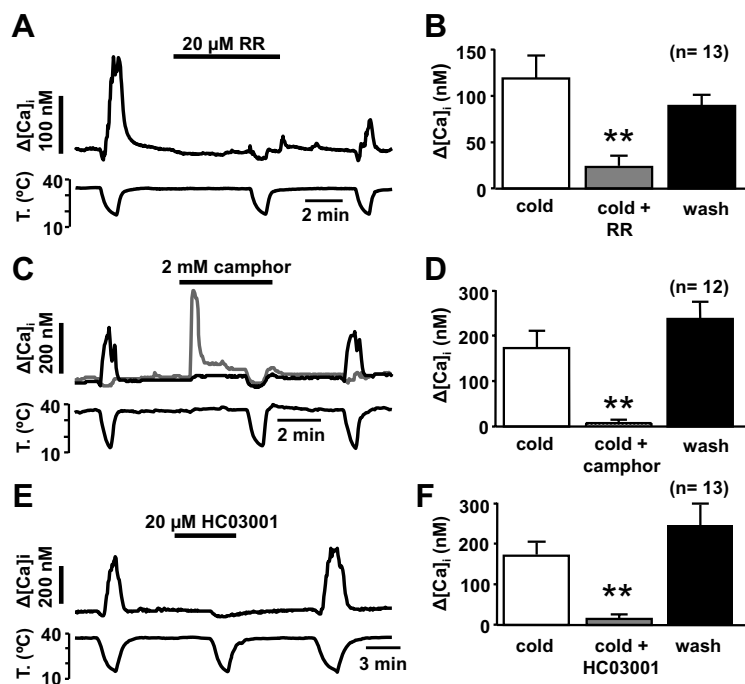 A
20 µM RR
Δ[Ca]i
100 nM
T. (ºC)
40
10
2 min
B
(n= 13)
Δ[Ca]i (nM)
150
100
50
0
**
cold
cold +
RR
wash
C
2 mM camphor
Δ[Ca]i
200 nM
T. (ºC)
40
10
2 min
D
(n= 12)
Δ[Ca]i (nM)
300
200
100
0
**
cold
cold +
camphor
wash
E
20 µM HC03001
Δ[Ca]i
200 nM
T. (ºC)
40
10
3 min
F
(n= 13)
Δ[Ca]i (nM)
300
200
100
0
**
cold
cold +
HC03001
wash